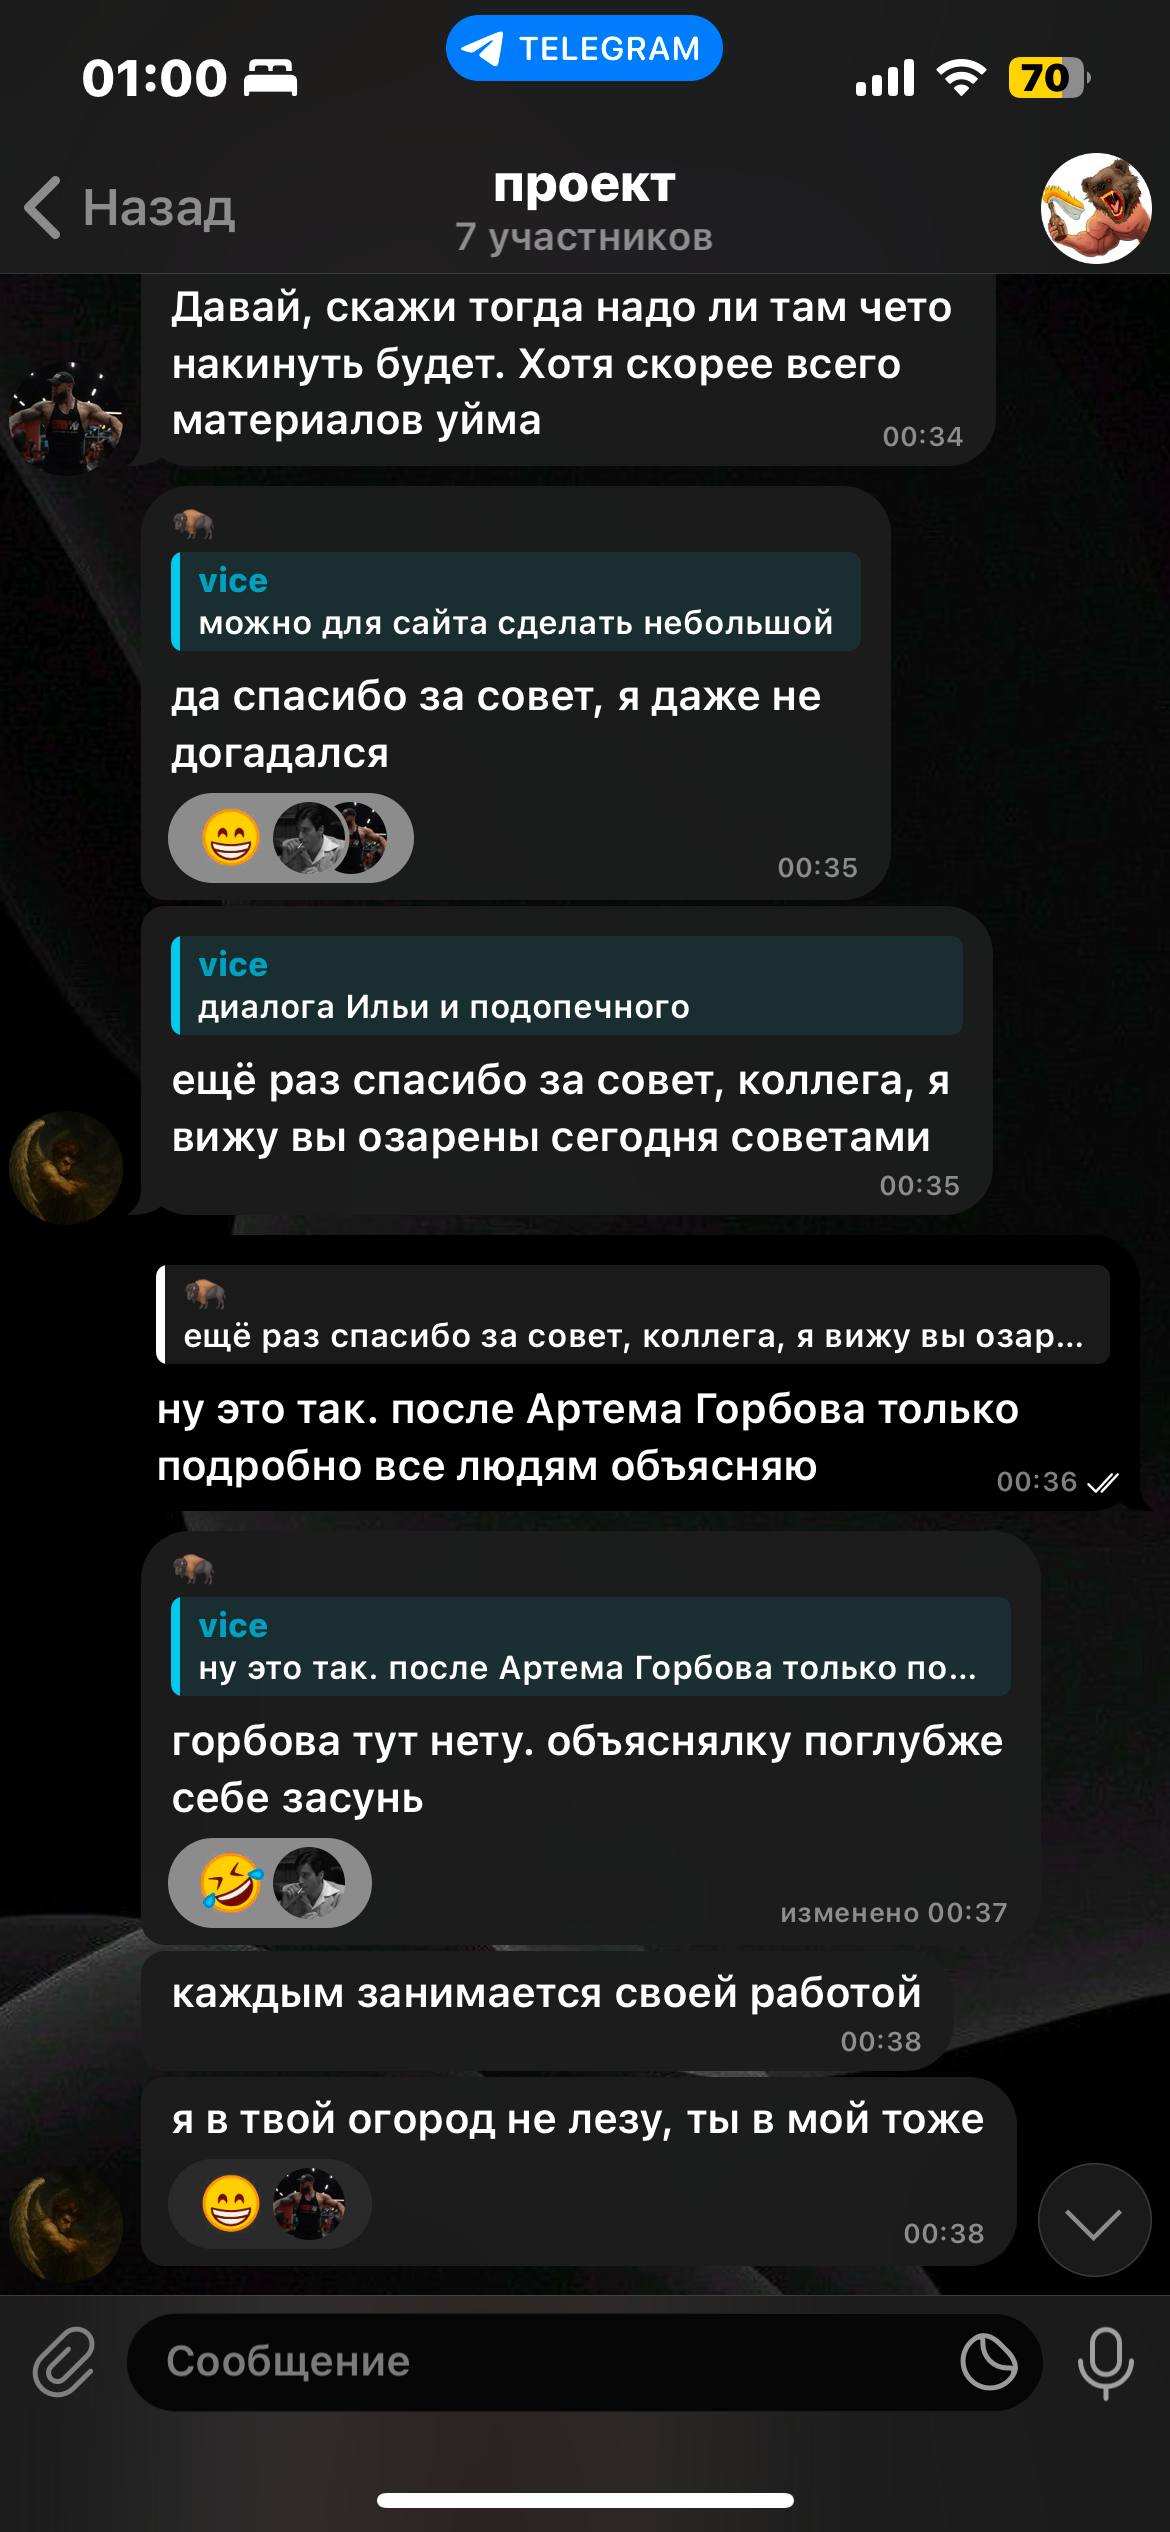 01:00
TELEGRAM
70
Назад
проект
7 участников
Давай, скажи тогда надо ли там чето
накинуть будет. Хотя скорее всего
материалов уйма
00:34
vice
можно для сайта сделать небольшой
да спасибо за совет, я даже не
догадался
00:35
vice
диалога Ильи и подопечного
ещё раз спасибо за совет, коллега, я
вижу вы озарены сегодня советами
00:35
ещё раз спасибо за совет, коллега, я вижу вы озар...
ну это так. после Артема Горбова только
подробно все людям объясняю
00:36
vice
ну это так. после Артема Горбова только по...
горбова тут нету. объяснялку поглубже
себе засунь
изменено 00:37
каждым занимается своей работой
00:38
я в твой огород не лезу, ты в мой тоже
00:38
Сообщение